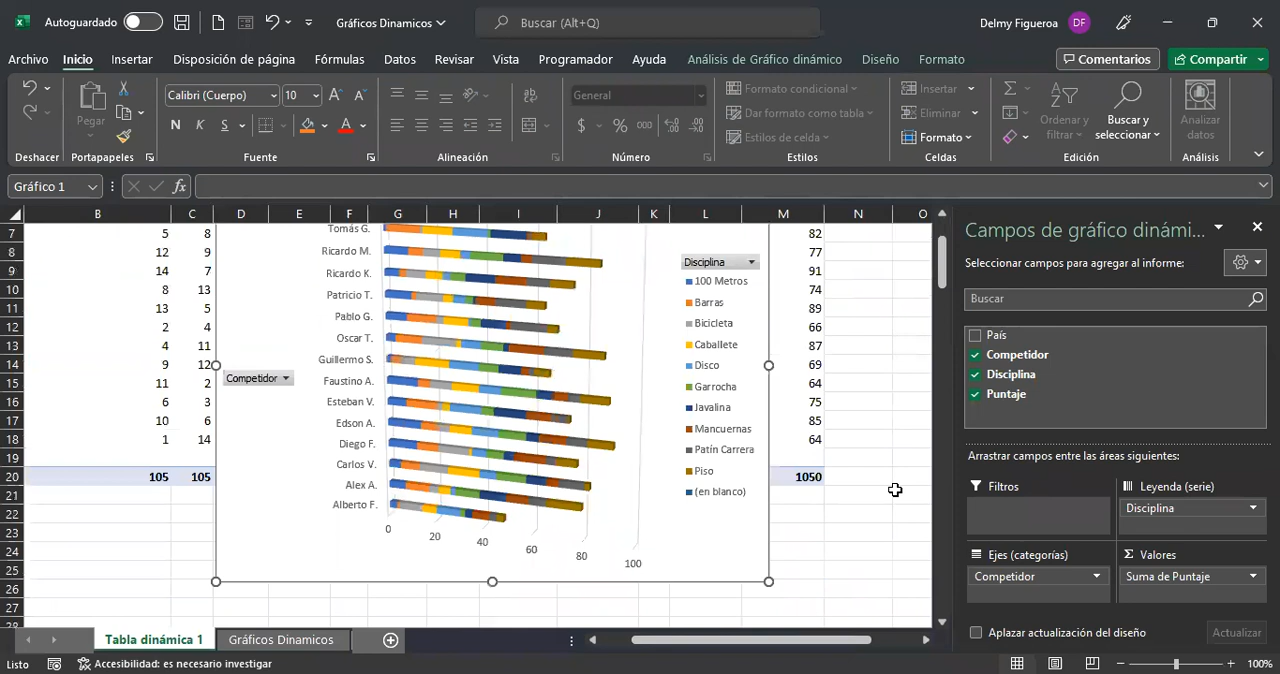 Autoguardado
Gráficos Dinamicos
Buscar (Alt+Q)
Delmy Figueroa
DF
Archivo Inicio Insertar Disposición de página Fórmulas Datos Revisar Vista Programador Ayuda Análisis de Gráfico dinámico Diseño Formato
Comentarios
Compartir
Pegar
Calibri (Cuerpo) 10
N K S
General
$ % 000
Formato condicional
Dar formato como tabla
Estilos de celda
Insertar
Eliminar
Formato
Ordenar y filtrar
Buscar y seleccionar
Analizar datos
Deshacer Portapapeles Fuente Alineación Número Estilos Celdas Edición Análisis
Gráfico 1
fx
B C D E F G H I J K L M N O
7 5 8 Tomás G. 82
8 12 9 Ricardo M. 77
9 14 7 Ricardo K. 91
10 8 13 Patricio T. 74
11 13 5 Pablo G. 89
12 2 4 Oscar T. 66
13 4 11 Guillermo S. 87
14 9 12 Faustino A. 69
15 11 2 Esteban V. 64
16 6 3 Edson A. 75
17 10 6 Diego F. 85
18 1 14 Carlos V. 64
19 Alex A.
20 105 105 Alberto F. 1050
21
22
23
24
25
26
27
28
Competidor
0 20 40 60 80 100
Disciplina
100 Metros
Barras
Bicicleta
Caballete
Disco
Garrocha
Javalina
Mancuernas
Patín Carrera
Piso
(en blanco)
Campos de gráfico dinámi...
Seleccionar campos para agregar al informe:
Buscar
País
Competidor
Disciplina
Puntaje
Arrastrar campos entre las áreas siguientes:
Filtros
Leyenda (serie)
Disciplina
Ejes (categorías)
Competidor
Σ Valores
Suma de Puntaje
Aplazar actualización del diseño
Actualizar
Tabla dinámica 1
Gráficos Dinamicos
Listo
Accesibilidad: es necesario investigar
100%